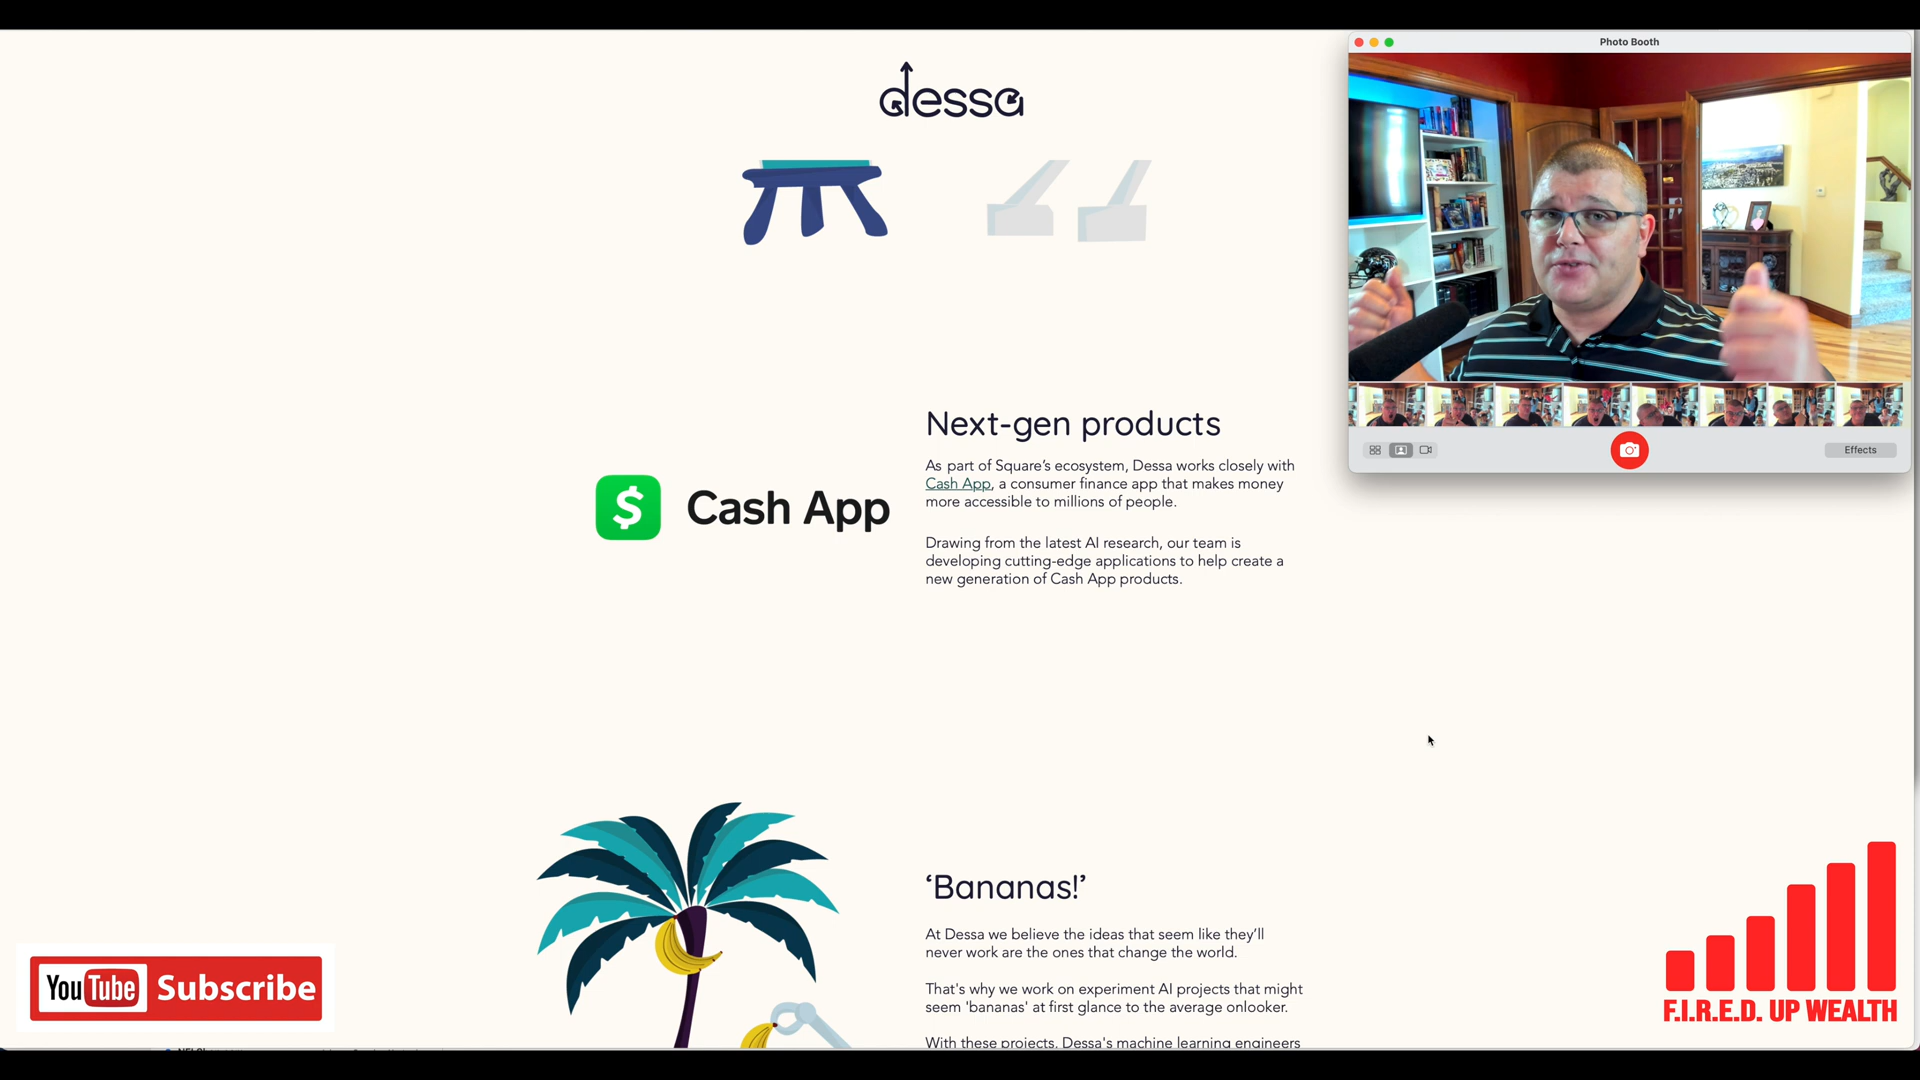 dessa
Photo Booth
Effects
Next-gen products
As part of Square’s ecosystem, Dessa works closely with
Cash App, a consumer finance app that makes money
more accessible to millions of people.
Drawing from the latest AI research, our team is
developing cutting-edge applications to help create a
new generation of Cash App products.
$ Cash App
‘Bananas!’
At Dessa we believe the ideas that seem like they’ll
never work are the ones that change the world.
That's why we work on experiment AI projects that might
seem 'bananas' at first glance to the average onlooker.
With these projects, Dessa's machine learning engineers
YouTube Subscribe
F.I.R.E.D. UP WEALTH